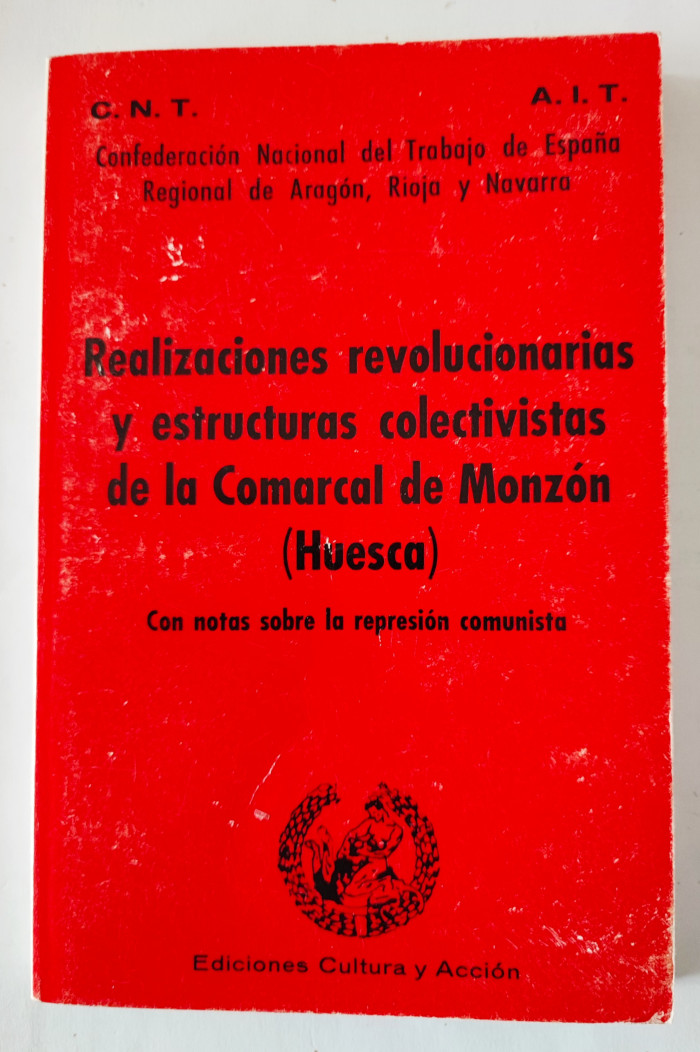 C. N. T. A. I. T.
Confederación Nacional del Trabajo de España
Regional de Aragón, Rioja y Navarra
Realizaciones revolucionarias
y estructuras colectivistas
de la Comarcal de Monzón
(Huesca)
Con notas sobre la represión comunista
Ediciones Cultura y Acción